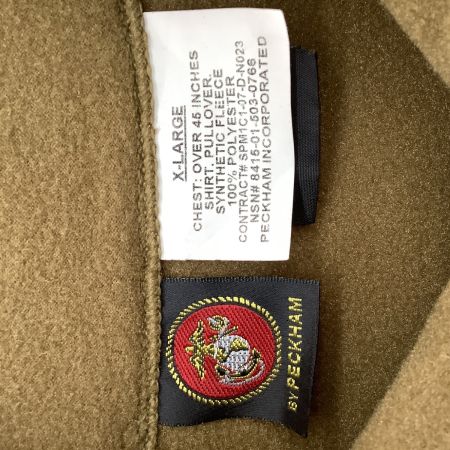 X-LARGE
CHEST: OVER 45 INCHES
SHIRT, PULLOVER,
SYNTHETIC FLEECE
100% POLYESTER
CONTRACT# SPM1C1-07-D-N023
NSN# 8415-01-503-0766
PECKHAM INCORPORATED
BY PECKHAM